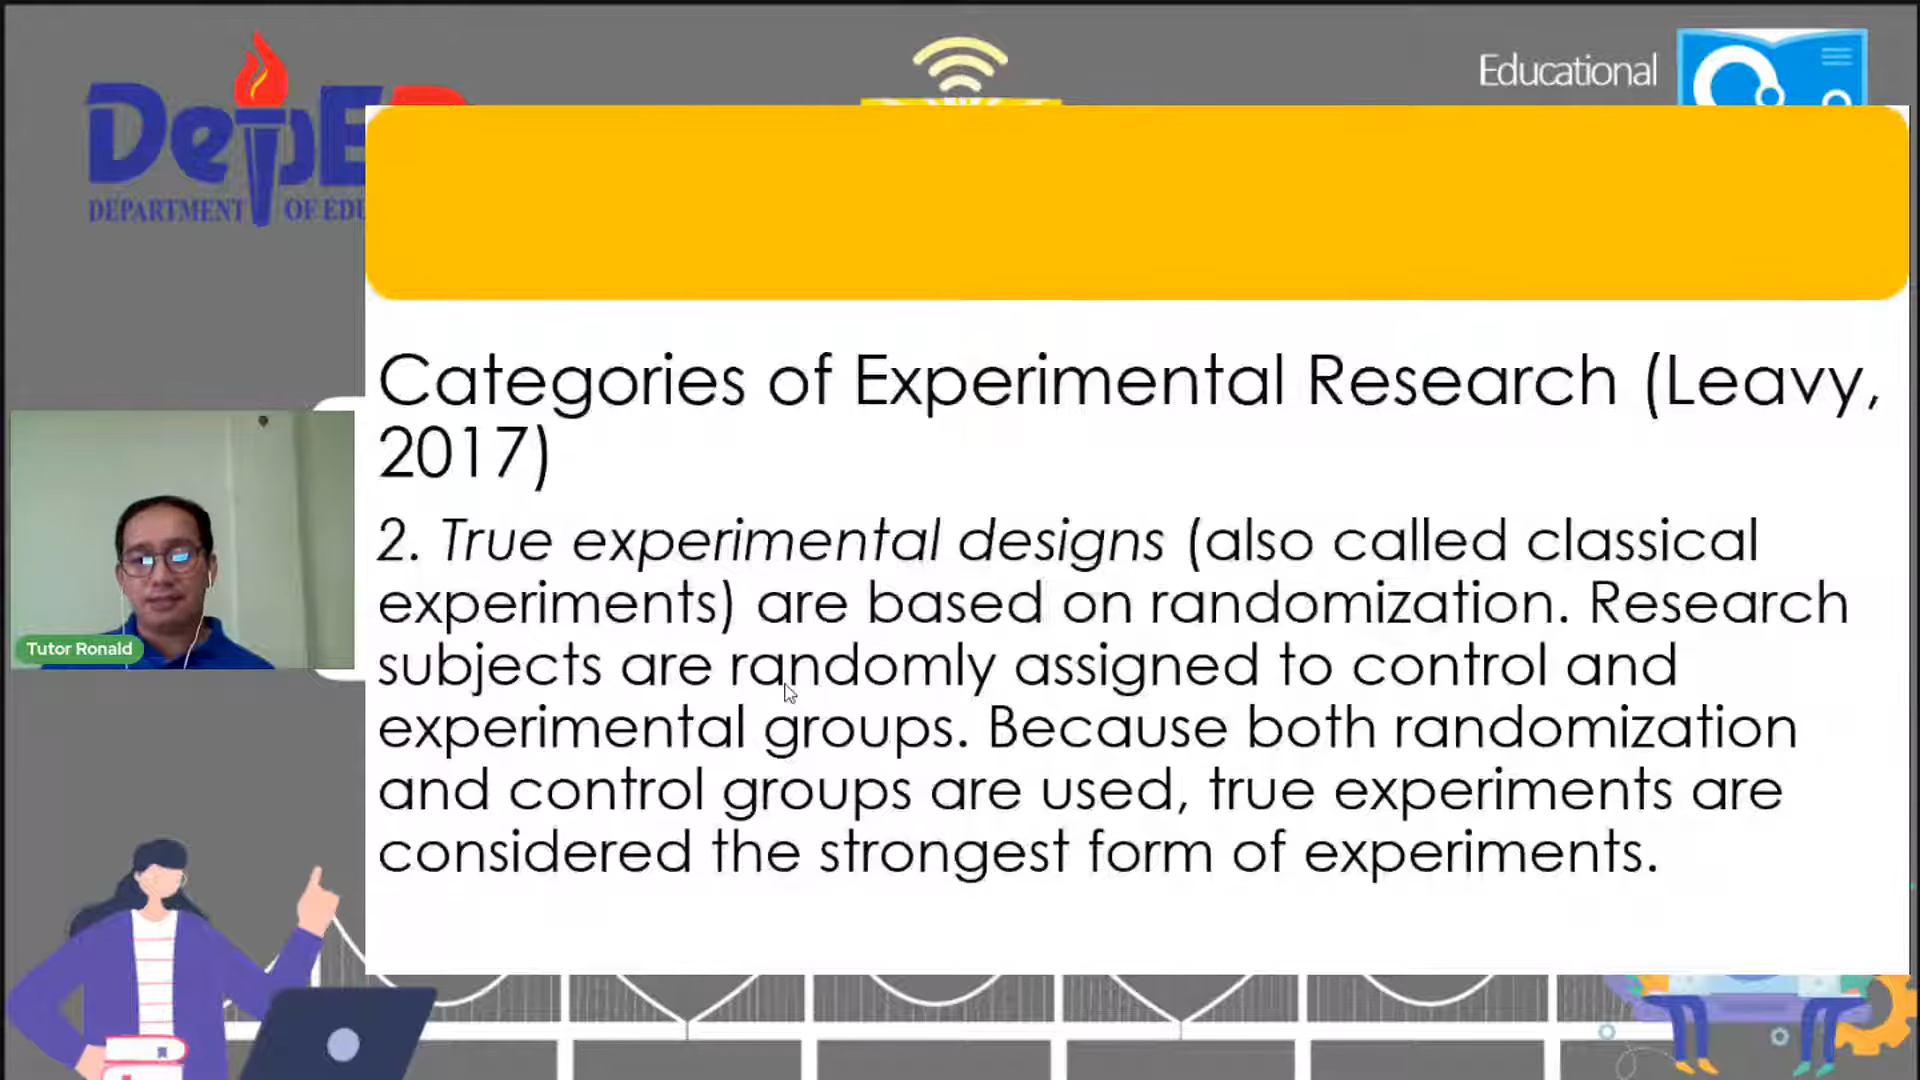 DepE
DEPARTMENT OF EDU
Educational
Categories of Experimental Research (Leavy,
2017)
2. True experimental designs (also called classical
experiments) are based on randomization. Research
subjects are randomly assigned to control and
experimental groups. Because both randomization
and control groups are used, true experiments are
considered the strongest form of experiments.
Tutor Ronald